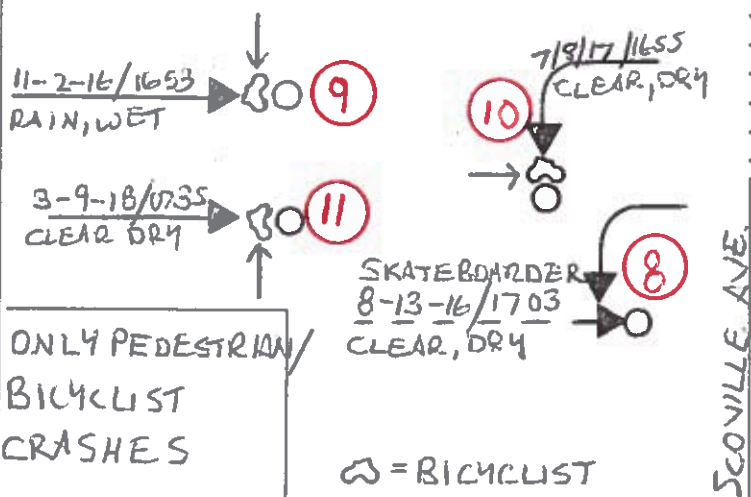 11-2-16/1653
RAIN, WET
9
7/8/17/1655
CLEAR, DRY
10
3-9-18/0735
CLEAR DRY
11
SKATEBOARDER
8-13-16/1703
CLEAR, DRY
8
ONLY PEDESTRIAN/
BICYCLIST
CRASHES
= BICYCLIST
SCOVILLE AVE.